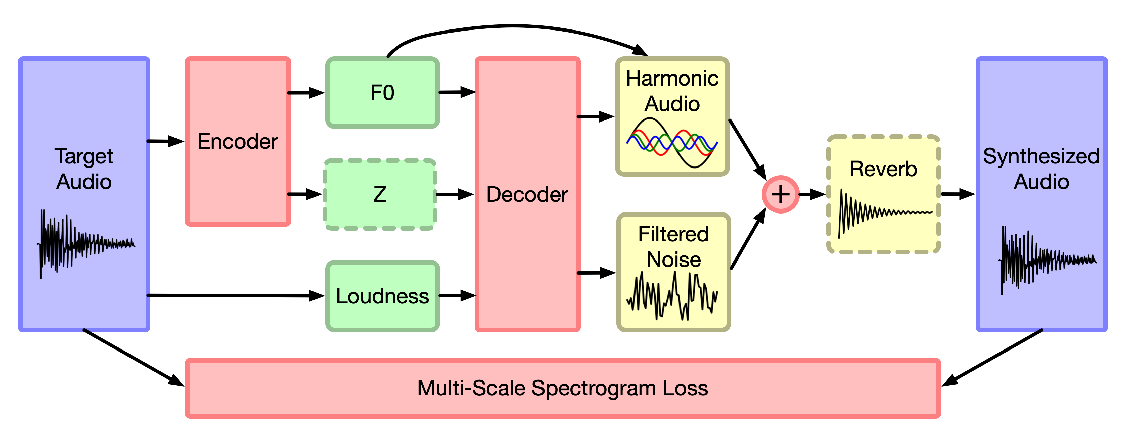 Target
Audio
Encoder
F0
Z
Loudness
Decoder
Harmonic
Audio
Filtered
Noise
+
Reverb
Synthesized
Audio
Multi-Scale Spectrogram Loss